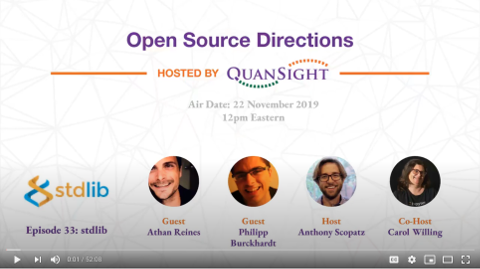 Open Source Directions
HOSTED BY QUANSIGHT
Air Date: 22 November 2019
12pm Eastern
stdlib
Episode 33: stdlib
Guest
Athan Reines
Guest
Philipp
Burckhardt
Host
Anthony Scopatz
Co-Host
Carol Willing
0:01 / 52:08